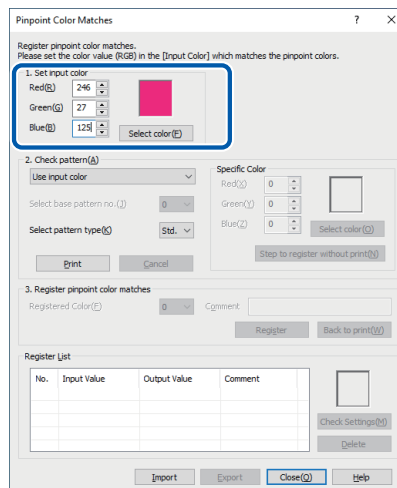 Pinpoint Color Matches ? ×
Register pinpoint color matches.
Please set the color value (RGB) in the [Input Color] which matches the pinpoint colors.
1. Set input color
Red(R) 246
Green(G) 27
Blue(B) 125 Select color(F)
2. Check pattern(A)
Use input color
Select base pattern no.(J) 0
Select pattern type(K) Std.
Print Cancel
Specific Color
Red(X) 0
Green(Y) 0
Blue(Z) 0 Select color(O)
Step to register without print(N)
3. Register pinpoint color matches
Registered Color(E) 0 Comment
Register Back to print(W)
Register List
No. Input Value Output Value Comment
Check Settings(M)
Delete
Import Export Close(Q) Help